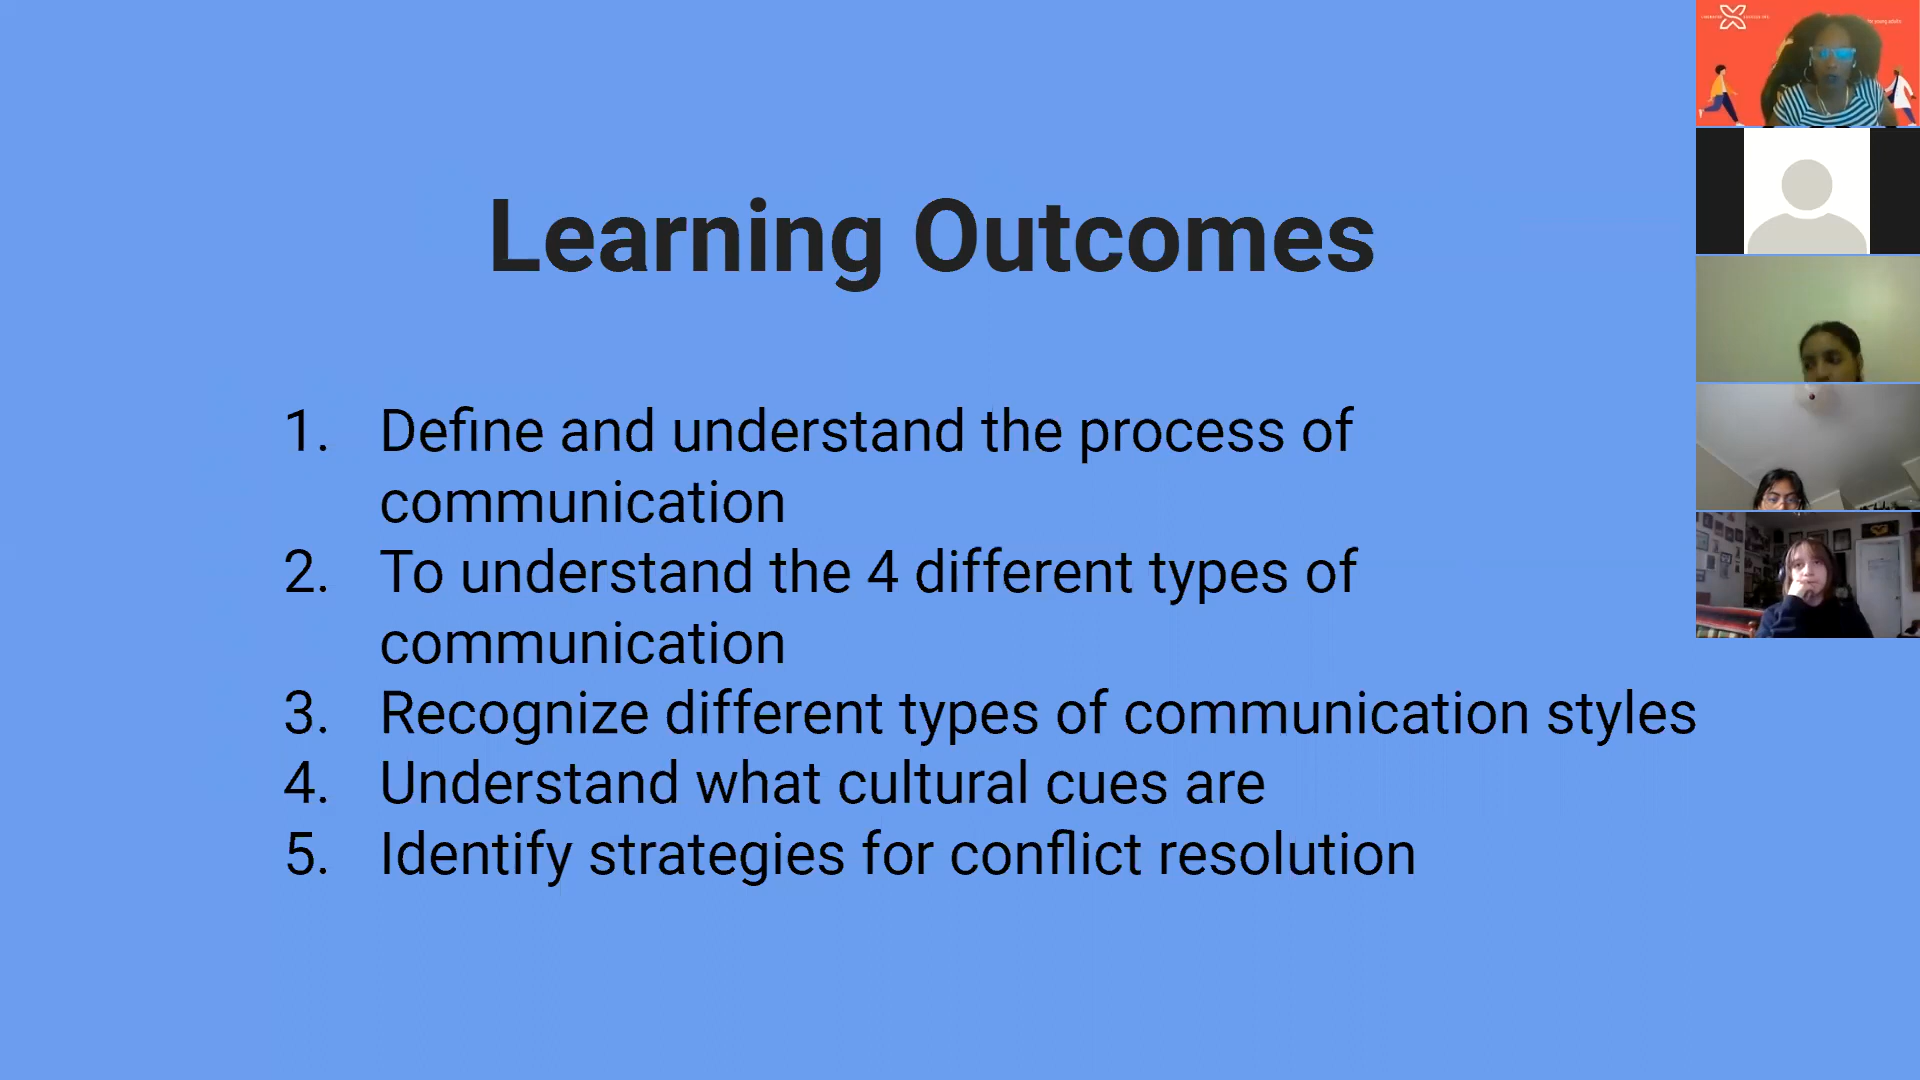 Learning Outcomes
1. Define and understand the process of
communication
2. To understand the 4 different types of
communication
3. Recognize different types of communication styles
4. Understand what cultural cues are
5. Identify strategies for conflict resolution